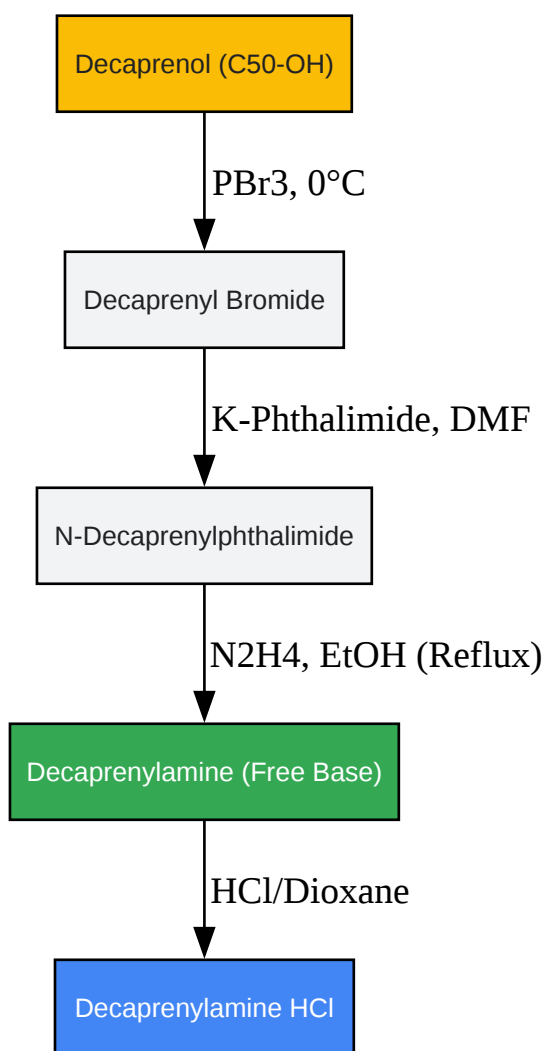 Decaprenol (C50-OH)
PBr3, 0°C
Decaprenyl Bromide
K-Phthalimide, DMF
N-Decaprenylphthalimide
N2H4, EtOH (Reflux)
Decaprenylamine (Free Base)
HCl/Dioxane
Decaprenylamine HCl